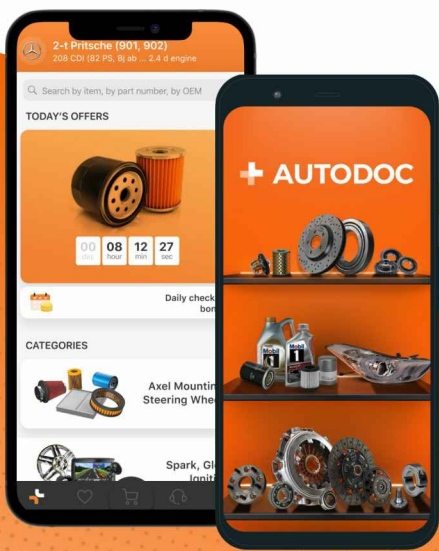 2-t Pritsche (901, 902)
208 CDI (82 PS, Bj ab ... 2.4 d engine
Search by item, by part number, by OEM
TODAY'S OFFERS
00 08 12 27
day hour min sec
Daily check
bon
CATEGORIES
Axel Mountin
Steering Whe
Spark, Gl
Igniti
AUTODOC
Mobil 1
Mobil 1